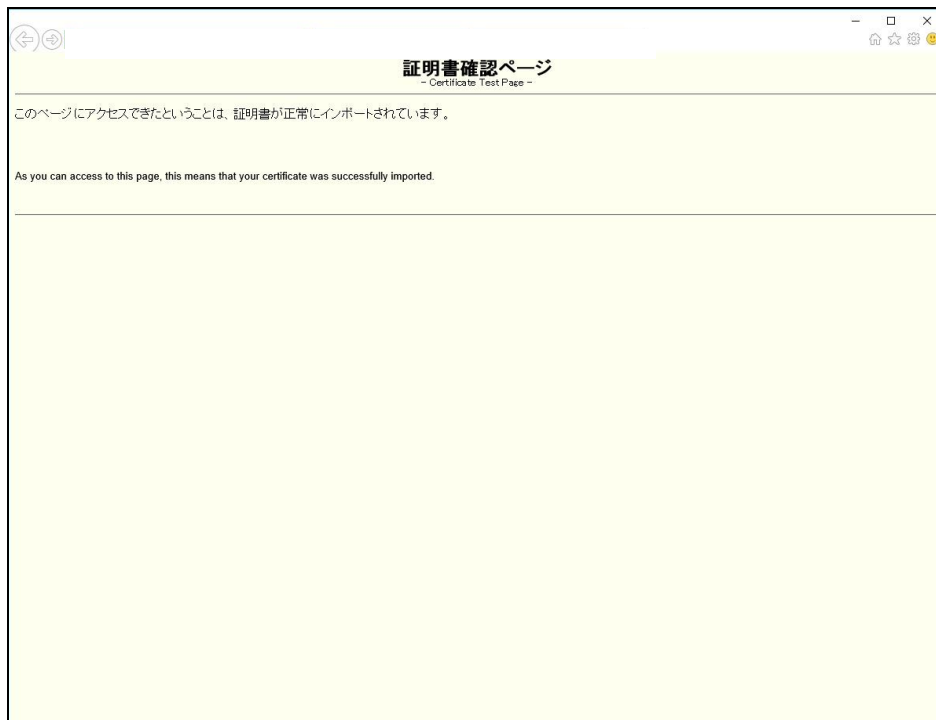 証明書確認ページ
- Certificate Test Page -
このページにアクセスできたということは、証明書が正常にインポートされています。
As you can access to this page, this means that your certificate was successfully imported.